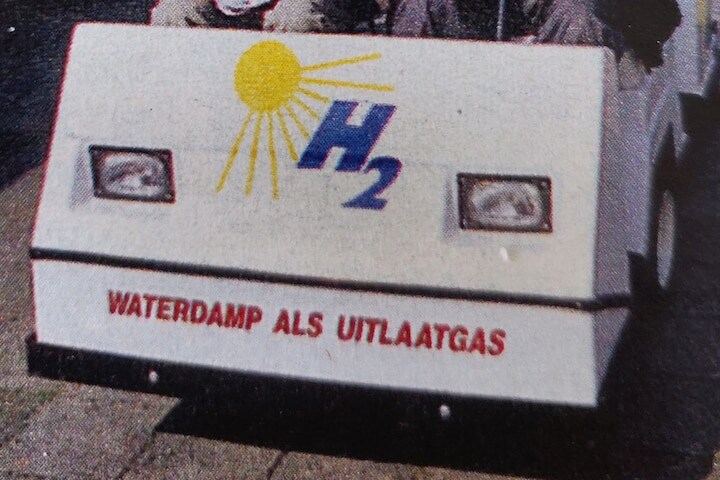 H2
WATERDAMP ALS UITLAATGAS